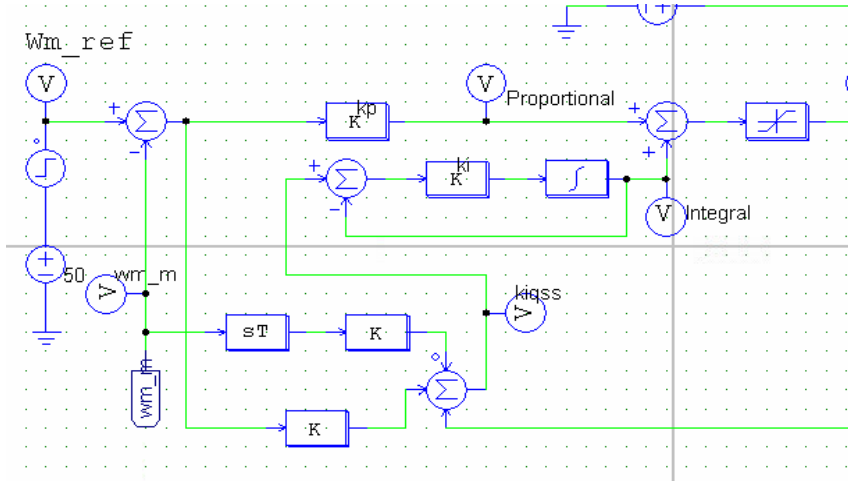 Wm_ref
V
V
Proportional
kp
K
Σ
Σ
ki
K
∫
Σ
V
Integral
50
wm_m
V
kiqss
V
sT
K
wm_m
Σ
K